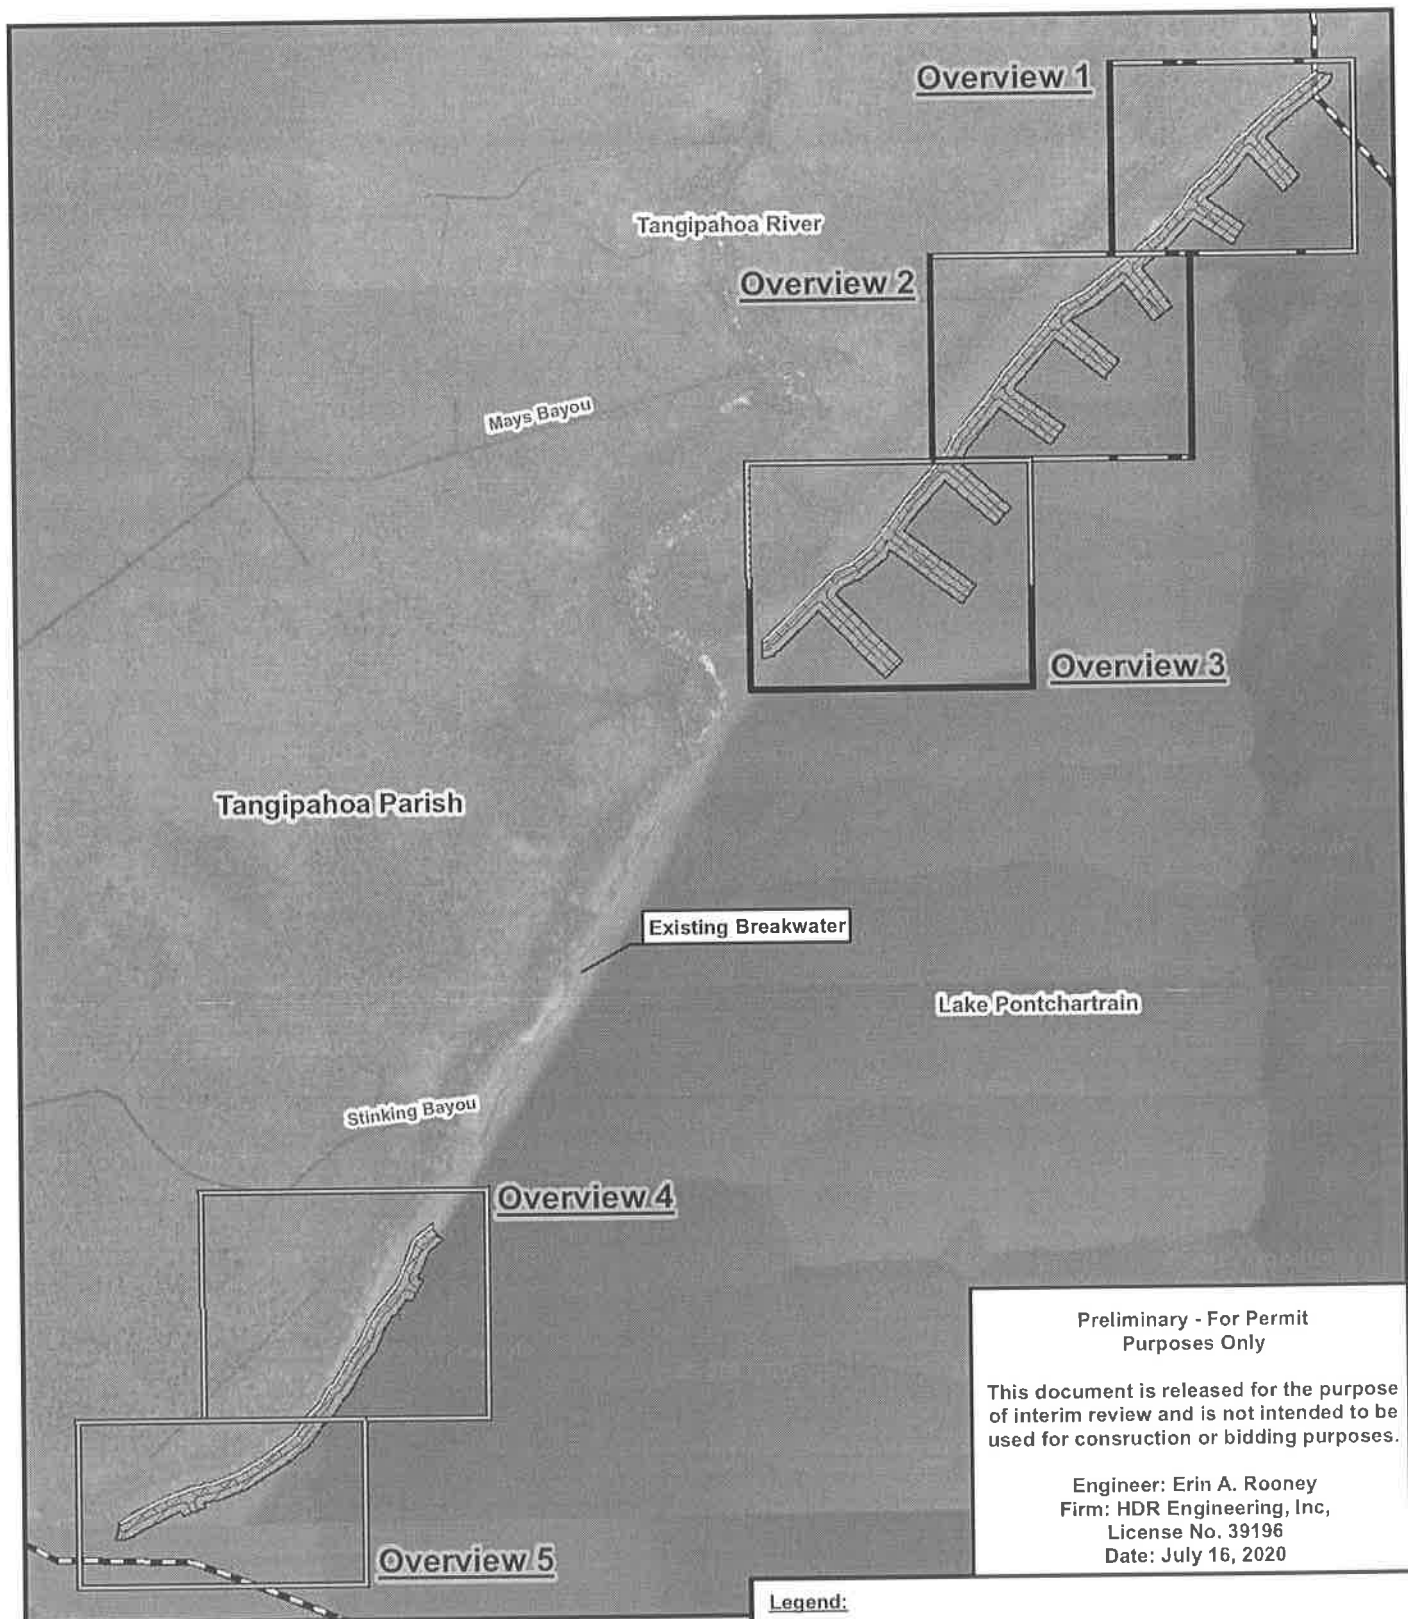 Overview 1
Tangipahoa River
Overview 2
Mays Bayou
Overview 3
Tangipahoa Parish
Existing Breakwater
Lake Pontchartrain
Stinking Bayou
Overview 4
Preliminary - For Permit
Purposes Only
This document is released for the purpose
of interim review and is not intended to be
used for consruction or bidding purposes.
Engineer: Erin A. Rooney
Firm: HDR Engineering, Inc,
License No. 39196
Date: July 16, 2020
Overview 5
Legend: